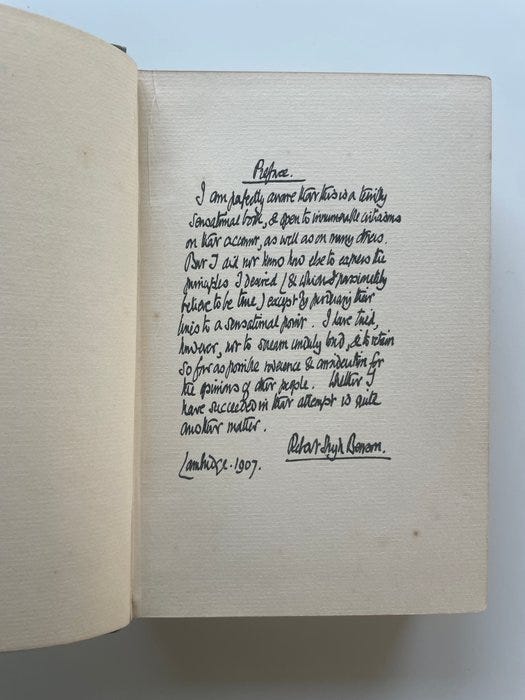 Preface.
I am perfectly aware that this is a terribly
sensational book, & open to innumerable criticisms
on that account, as well as on many others.
But I did not know how else to express the
principles I desired (& which I passionately
believe to be true) except by producing their
lines to a sensational point. I have tried,
however, not to scream unduly loud, & to retain
so far as possible reverence & consideration for
the opinions of other people. Whether I
have succeeded in that attempt is quite
another matter.
Robert Hugh Benson.
Cambridge. 1907.